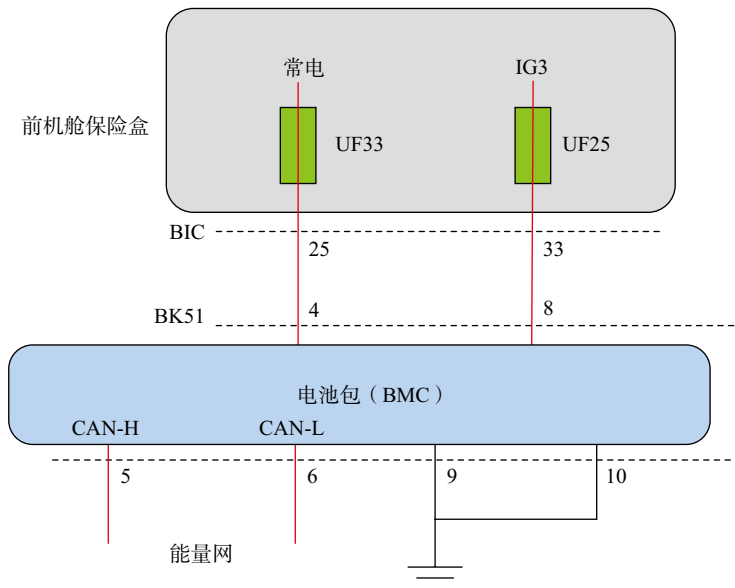 常电
IG3
前机舱保险盒
UF33
UF25
BIC
25
33
BK51
4
8
电池包（BMC）
CAN-H
CAN-L
5
6
9
10
能量网